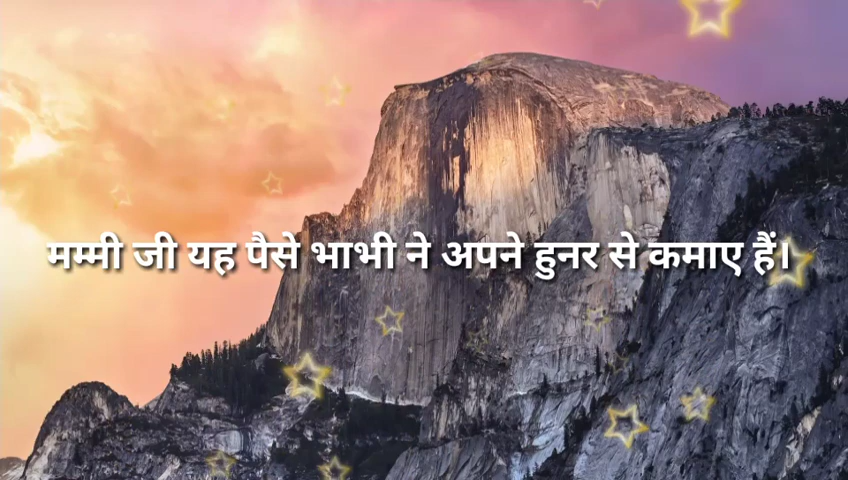 मम्मी जी यह पैसे भाभी ने अपने हुनर से कमाए हैं।